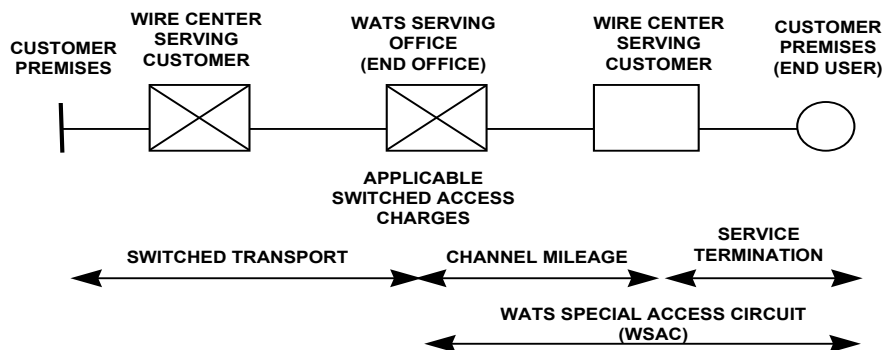 CUSTOMER
PREMISES
WIRE CENTER
SERVING
CUSTOMER
WATS SERVING
OFFICE
(END OFFICE)
WIRE CENTER
SERVING
CUSTOMER
CUSTOMER
PREMISES
(END USER)
APPLICABLE
SWITCHED ACCESS
CHARGES
SWITCHED TRANSPORT
CHANNEL MILEAGE
SERVICE
TERMINATION
WATS SPECIAL ACCESS CIRCUIT
(WSAC)